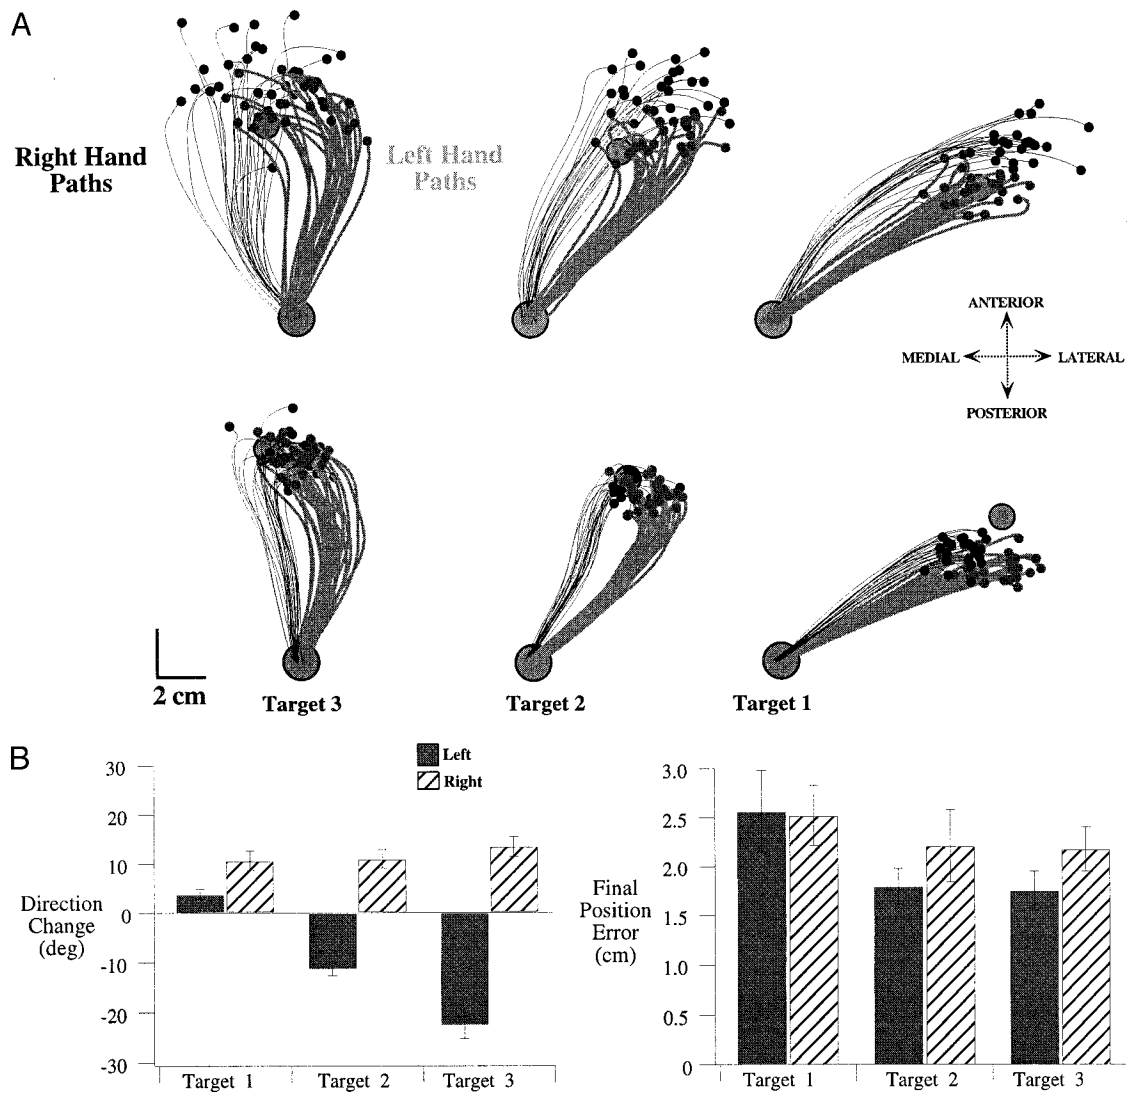 A
Right Hand
Paths
Left Hand
Paths
ANTERIOR
MEDIAL
LATERAL
POSTERIOR
2 cm
Target 3
Target 2
Target 1
B
Left
Right
30
20
10
0
-10
-20
-30
Direction
Change
(deg)
Target 1
Target 2
Target 3
3.0
2.5
2.0
1.5
1.0
0.5
0
Final
Position
Error
(cm)
Target 1
Target 2
Target 3